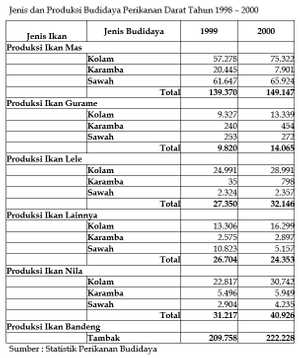 Jenis dan Produksi Budidaya Perikanan Darat Tahun 1998 – 2000
Jenis Ikan Jenis Budidaya 1999 2000
Produksi Ikan Mas
Kolam 57.278 75.322
Karamba 20.445 7.901
Sawah 61.647 65.924
Total 139.370 149.147
Produksi Ikan Gurame
Kolam 9.327 13.339
Karamba 240 454
Sawah 253 272
Total 9.820 14.065
Produksi Ikan Lele
Kolam 24.991 28.991
Karamba 35 798
Sawah 2.324 2.357
Total 27.350 32.146
Produksi Ikan Lainnya
Kolam 13.306 16.299
Karamba 2.575 2.897
Sawah 10.823 5.157
Total 26.704 24.353
Produksi Ikan Nila
Kolam 22.817 30.742
Karamba 5.496 5.949
Sawah 2.904 4.235
Total 31.217 40.926
Produksi Ikan Bandeng
Tambak 209.758 222.228
Sumber : Statistik Perikanan Budidaya